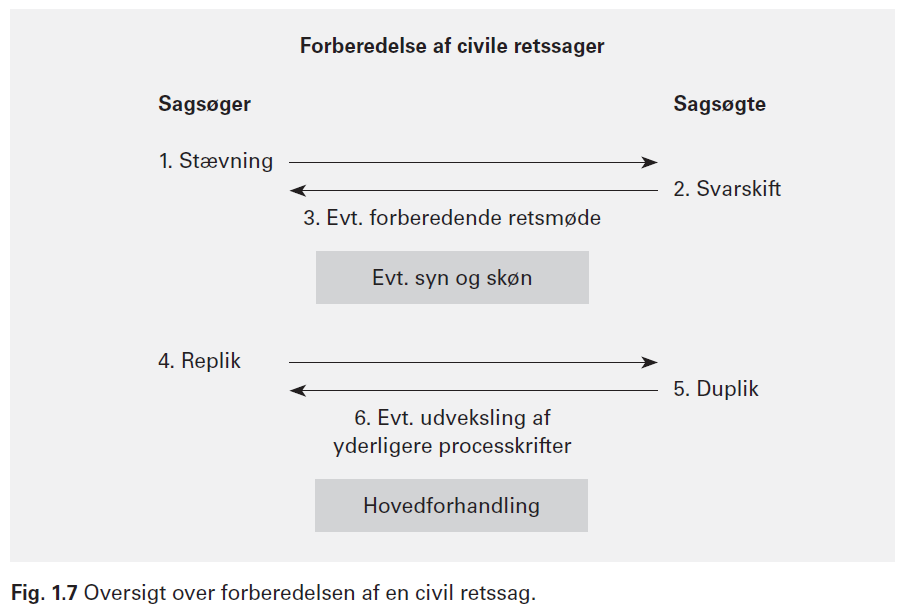 Forberedelse af civile retssager
Sagsøger
Sagsøgte
1. Stævning
2. Svarskift
3. Evt. forberedende retsmøde
Evt. syn og skøn
4. Replik
5. Duplik
6. Evt. udveksling af
yderligere processkrifter
Hovedforhandling
Fig. 1.7 Oversigt over forberedelsen af en civil retssag.